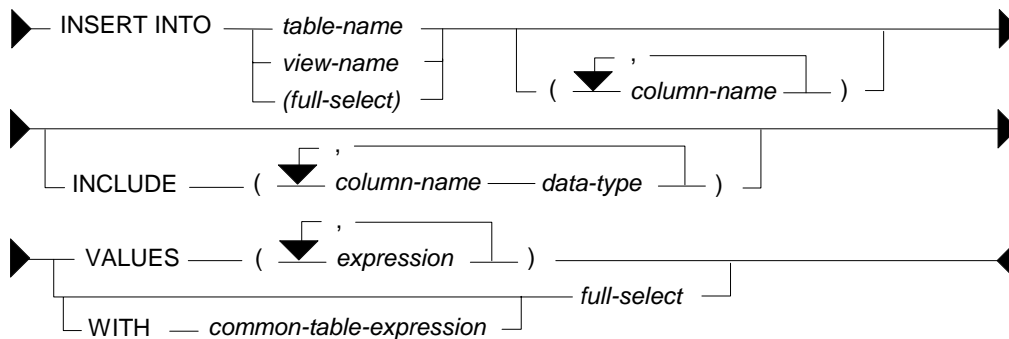 INSERT INTO table-name
view-name ,
(full-select) ( column-name )
,
INCLUDE ( column-name data-type )
,
VALUES ( expression )
full-select
WITH common-table-expression